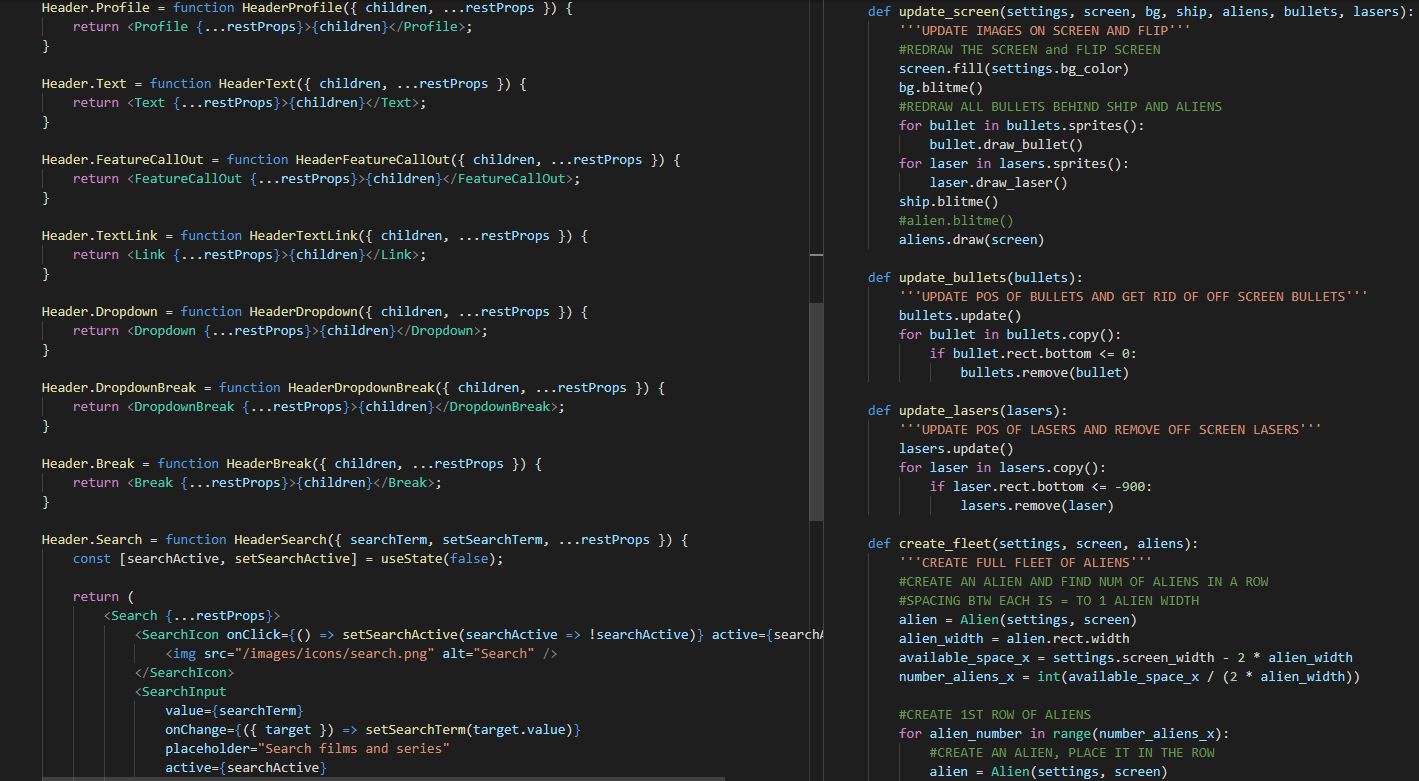 Header.Profile = function HeaderProfile({ children, ...restProps }) {
    return <Profile {...restProps}>{children}</Profile>;
}

Header.Text = function HeaderText({ children, ...restProps }) {
    return <Text {...restProps}>{children}</Text>;
}

Header.FeatureCallOut = function HeaderFeatureCallOut({ children, ...restProps }) {
    return <FeatureCallOut {...restProps}>{children}</FeatureCallOut>;
}

Header.TextLink = function HeaderTextLink({ children, ...restProps }) {
    return <Link {...restProps}>{children}</Link>;
}

Header.Dropdown = function HeaderDropdown({ children, ...restProps }) {
    return <Dropdown {...restProps}>{children}</Dropdown>;
}

Header.DropdownBreak = function HeaderDropdownBreak({ children, ...restProps }) {
    return <DropdownBreak {...restProps}>{children}</DropdownBreak>;
}

Header.Break = function HeaderBreak({ children, ...restProps }) {
    return <Break {...restProps}>{children}</Break>;
}

Header.Search = function HeaderSearch({ searchTerm, setSearchTerm, ...restProps }) {
    const [searchActive, setSearchActive] = useState(false);

    return (
        <Search {...restProps}>
            <SearchIcon onClick={() => setSearchActive(searchActive => !searchActive)} active={searchA
                <img src="/images/icons/search.png" alt="Search" />
            </SearchIcon>
            <SearchInput
                value={searchTerm}
                onChange={({ target }) => setSearchTerm(target.value)}
                placeholder="Search films and series"
                active={searchActive}

def update_screen(settings, screen, bg, ship, aliens, bullets, lasers):
    '''UPDATE IMAGES ON SCREEN AND FLIP'''
    #REDRAW THE SCREEN and FLIP SCREEN
    screen.fill(settings.bg_color)
    bg.blitme()
    #REDRAW ALL BULLETS BEHIND SHIP AND ALIENS
    for bullet in bullets.sprites():
        bullet.draw_bullet()
    for laser in lasers.sprites():
        laser.draw_laser()
    ship.blitme()
    #alien.blitme()
    aliens.draw(screen)

def update_bullets(bullets):
    '''UPDATE POS OF BULLETS AND GET RID OF OFF SCREEN BULLETS'''
    bullets.update()
    for bullet in bullets.copy():
        if bullet.rect.bottom <= 0:
            bullets.remove(bullet)

def update_lasers(lasers):
    '''UPDATE POS OF LASERS AND REMOVE OFF SCREEN LASERS'''
    lasers.update()
    for laser in lasers.copy():
        if laser.rect.bottom <= -900:
            lasers.remove(laser)

def create_fleet(settings, screen, aliens):
    '''CREATE FULL FLEET OF ALIENS'''
    #CREATE AN ALIEN AND FIND NUM OF ALIENS IN A ROW
    #SPACING BTW EACH IS = TO 1 ALIEN WIDTH
    alien = Alien(settings, screen)
    alien_width = alien.rect.width
    available_space_x = settings.screen_width - 2 * alien_width
    number_aliens_x = int(available_space_x / (2 * alien_width))

    #CREATE 1ST ROW OF ALIENS
    for alien_number in range(number_aliens_x):
        #CREATE AN ALIEN, PLACE IT IN THE ROW
        alien = Alien(settings, screen)